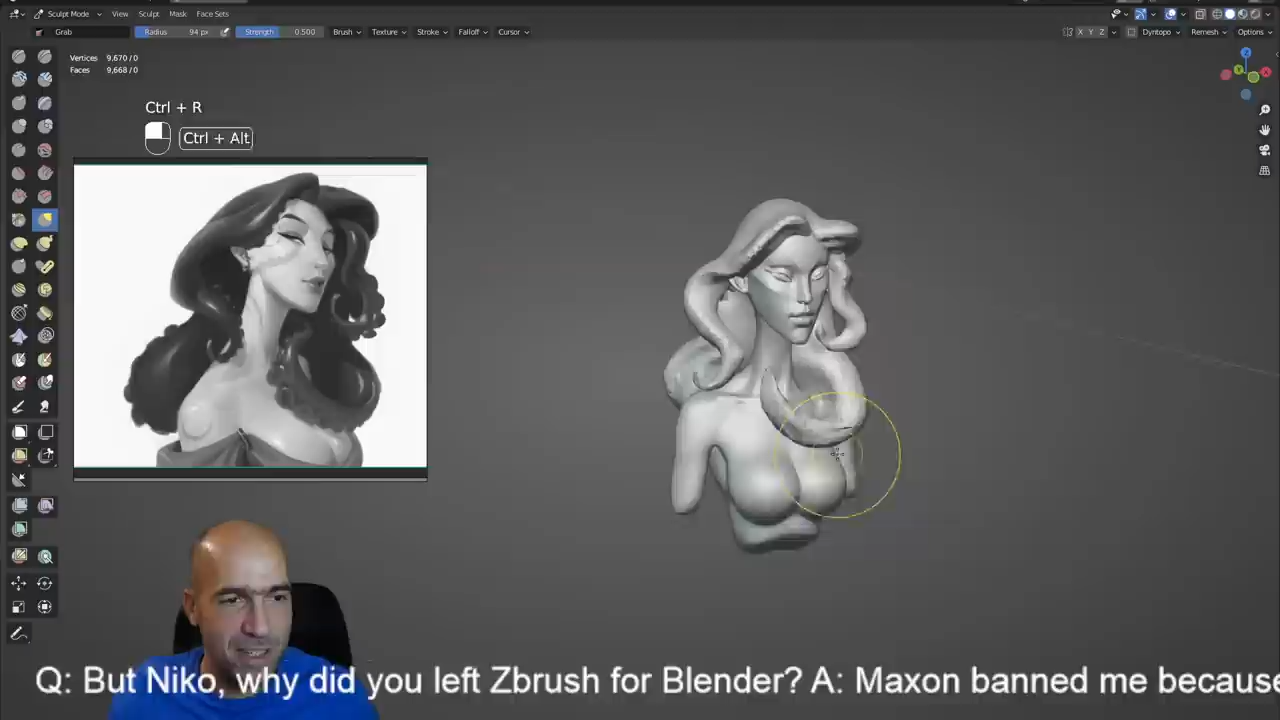 Sculpt Mode View Sculpt Mask Face Sets
Grab Radius 94 px Strength 0.500 Brush Texture Stroke Falloff Cursor X Y Z Dyntopo Remesh Options
Vertices 9,670 / 0
Faces 9,668 / 0
Z
Y X
Ctrl + R
Ctrl + Alt
Q: But Niko, why did you left Zbrush for Blender? A: Maxon banned me because